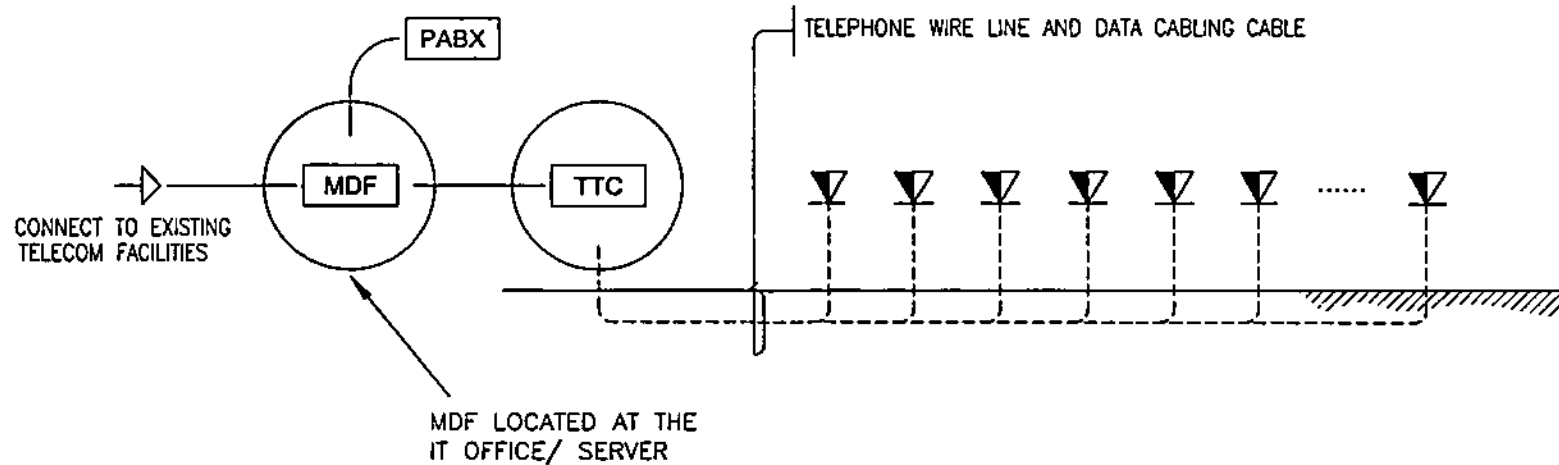 PABX
TELEPHONE WIRE LINE AND DATA CABLING CABLE
MDF
TTC
CONNECT TO EXISTING
TELECOM FACILITIES
MDF LOCATED AT THE
IT OFFICE/ SERVER